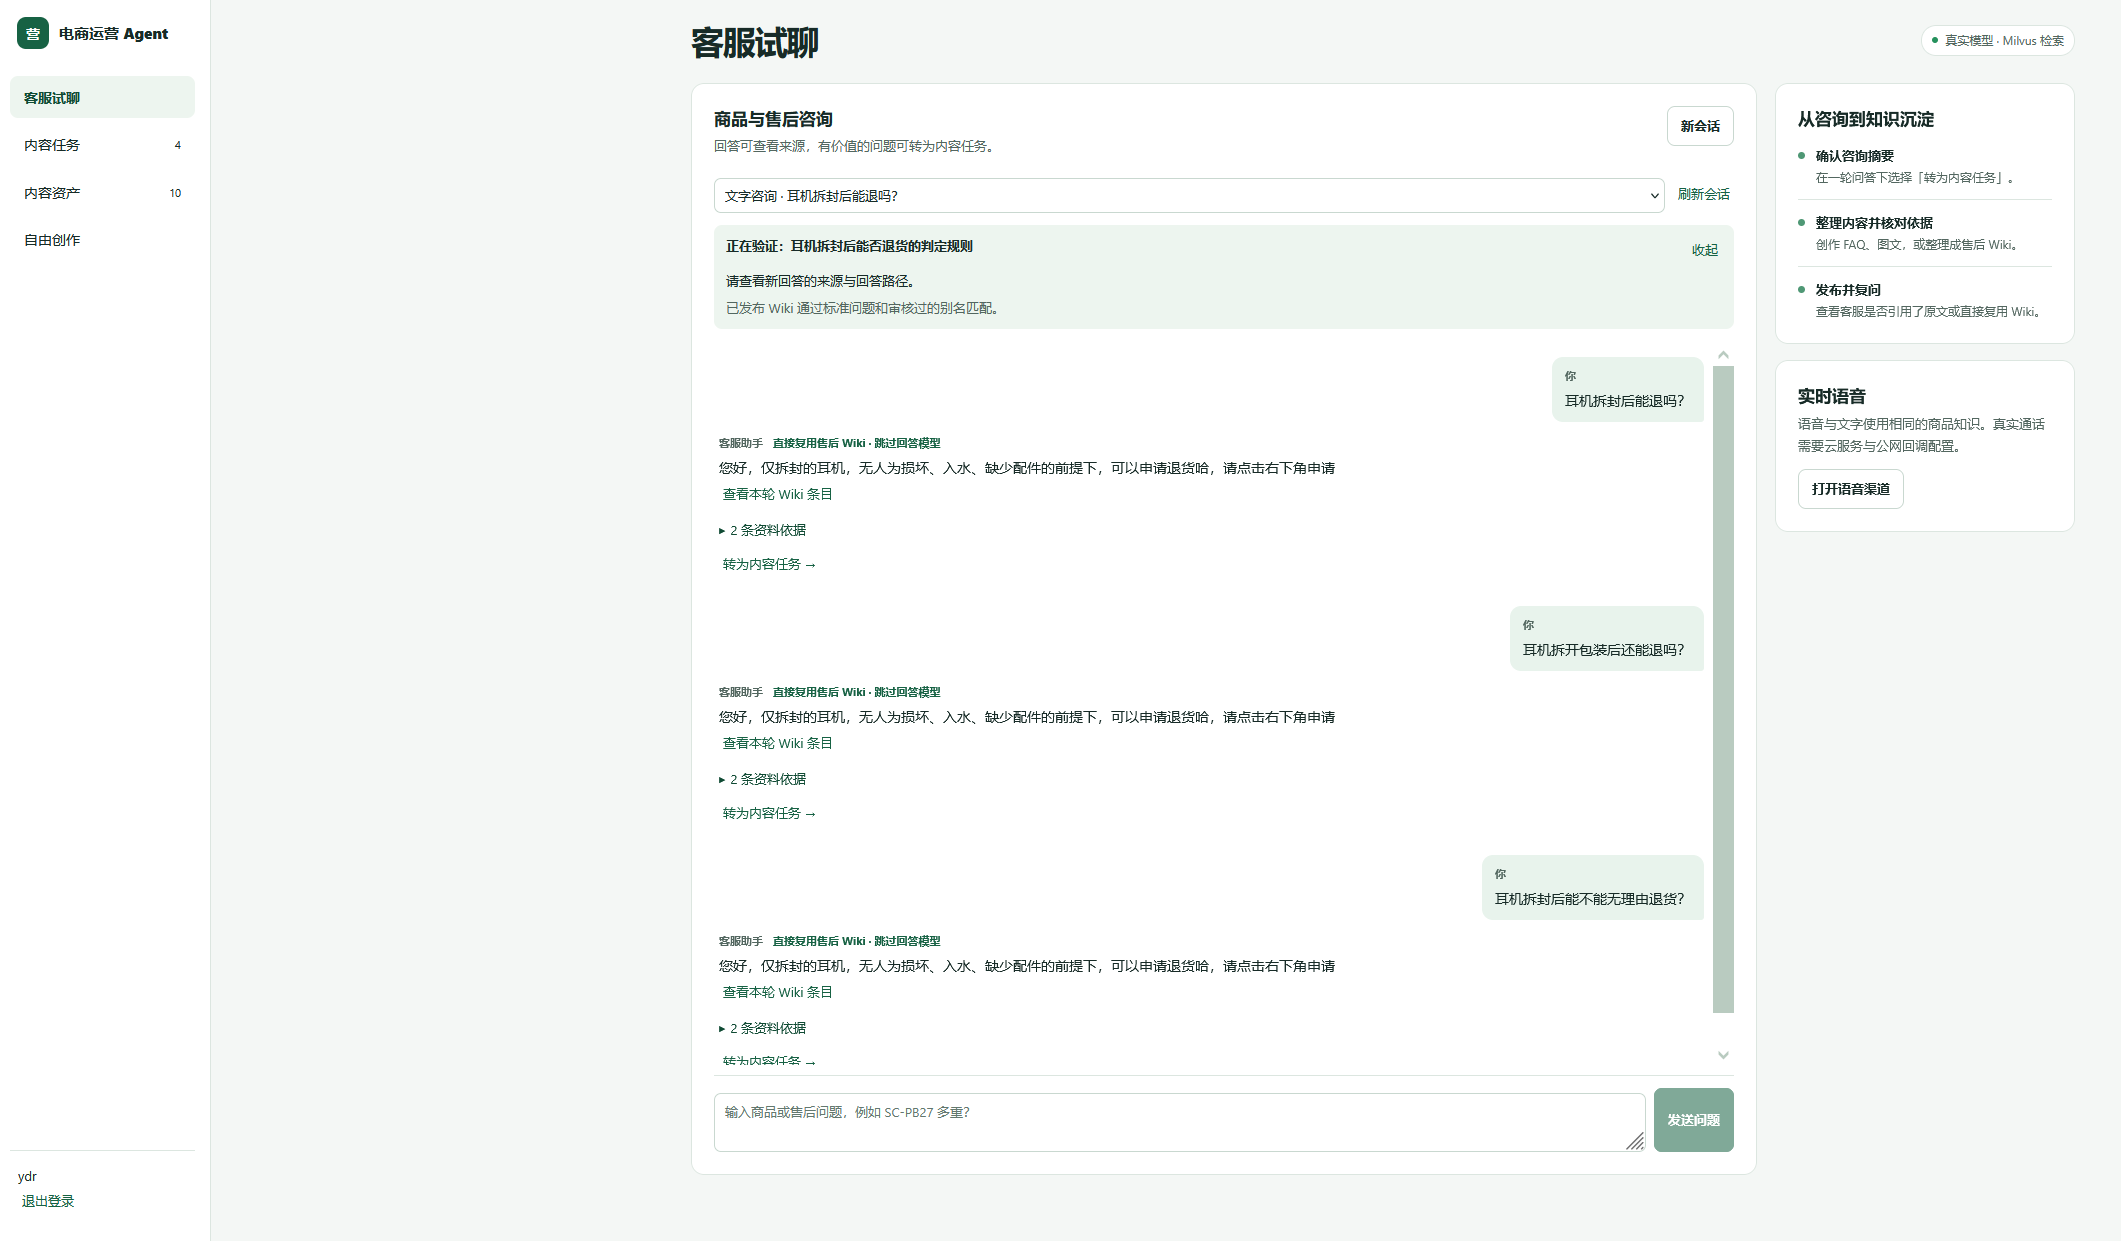 营 电商运营 Agent
客服试聊
内容任务 4
内容资产 10
自由创作
ydr
退出登录
客服试聊
真实模型 · Milvus 检索
商品与售后咨询
回答可查看来源，有价值的问题可转为内容任务。
新会话
文字咨询 · 耳机拆封后能退吗？
刷新会话
正在验证：耳机拆封后能否退货的判定规则
收起
请查看新回答的来源与回答路径。
已发布 Wiki 通过标准问题和审核过的别名匹配。
你
耳机拆封后能退吗？
客服助手 直接复用售后 Wiki · 跳过回答模型
您好，仅拆封的耳机，无人为损坏、入水、缺少配件的前提下，可以申请退货哈，请点击右下角申请
查看本轮 Wiki 条目
▸ 2 条资料依据
转为内容任务 →
你
耳机拆开包装后还能退吗？
客服助手 直接复用售后 Wiki · 跳过回答模型
您好，仅拆封的耳机，无人为损坏、入水、缺少配件的前提下，可以申请退货哈，请点击右下角申请
查看本轮 Wiki 条目
▸ 2 条资料依据
转为内容任务 →
你
耳机拆封后能不能无理由退货？
客服助手 直接复用售后 Wiki · 跳过回答模型
您好，仅拆封的耳机，无人为损坏、入水、缺少配件的前提下，可以申请退货哈，请点击右下角申请
查看本轮 Wiki 条目
▸ 2 条资料依据
转为内容任务 →
输入商品或售后问题，例如 SC-PB27 多重？
发送问题
从咨询到知识沉淀
确认咨询摘要
在一轮问答下选择「转为内容任务」。
整理内容并核对依据
创作 FAQ、图文，或整理成售后 Wiki。
发布并复问
查看客服是否引用了原文或直接复用 Wiki。
实时语音
语音与文字使用相同的商品知识。真实通话
需要云服务与公网回调配置。
打开语音渠道